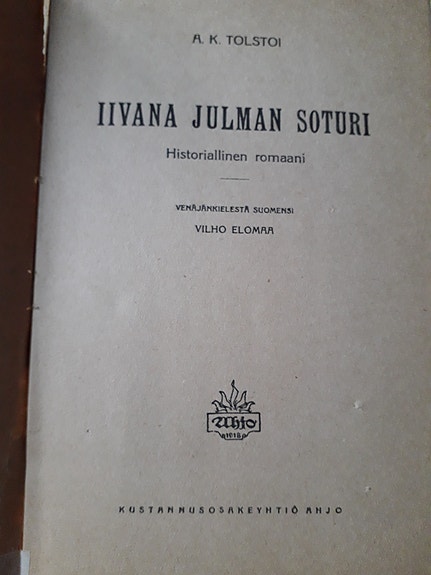 A. K. TOLSTOI
IIVANA JULMAN SOTURI
Historiallinen romaani
VENÄJÄNKIELESTÄ SUOMENSI
VILHO ELOMAA
Ahjo
1918
KUSTANNUSOSAKEYHTIÖ AHJO